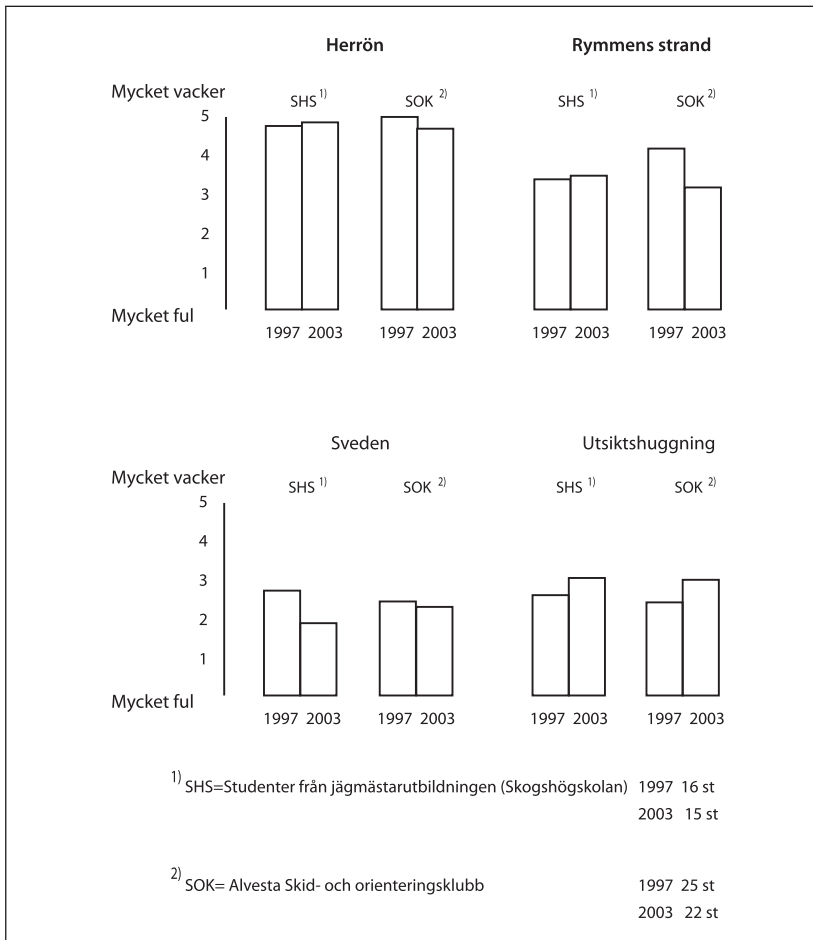 Herrön Rymmens strand
Mycket vacker
SHS 1) SOK 2) SHS 1) SOK 2)
5
4
3
2
1
Mycket ful
1997 2003 1997 2003 1997 2003 1997 2003
Sveden Utsiktshuggning
Mycket vacker
SHS 1) SOK 2) SHS 1) SOK 2)
5
4
3
2
1
Mycket ful
1997 2003 1997 2003 1997 2003 1997 2003
1) SHS=Studenter från jägmästarutbildningen (Skogshögskolan) 1997 16 st
2003 15 st
2) SOK= Alvesta Skid- och orienteringsklubb 1997 25 st
2003 22 st